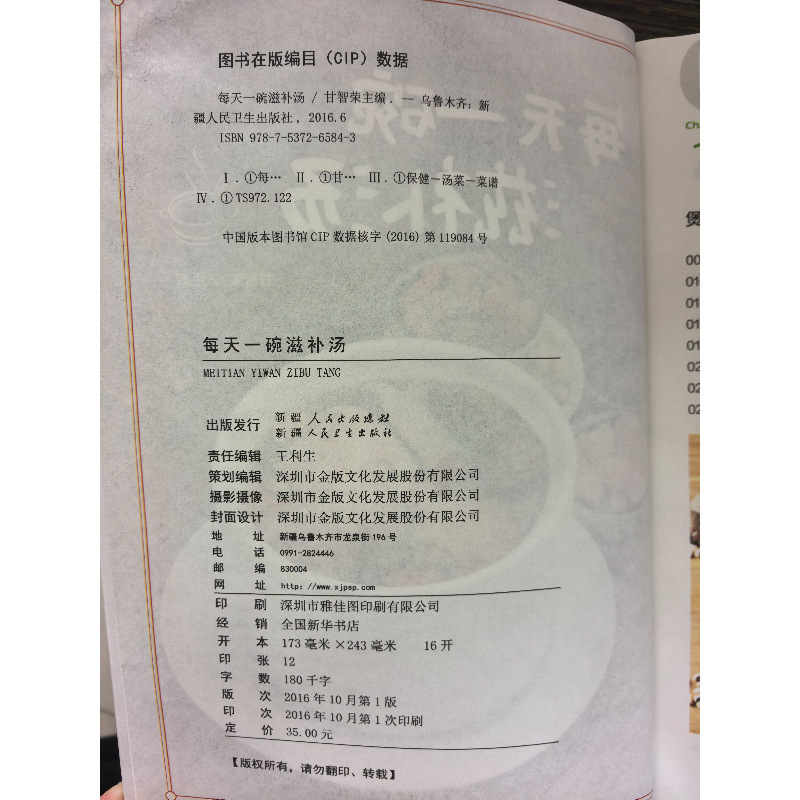 图书在版编目（CIP）数据
每天一碗滋补汤 / 甘智荣主编. — 乌鲁木齐：新
疆人民卫生出版社，2016.6
ISBN 978-7-5372-6584-3
Ⅰ.①每… Ⅱ.①甘… Ⅲ.①保健－汤菜－菜谱
Ⅳ.①TS972.122
中国版本图书馆CIP数据核字（2016）第119084号
每天一碗滋补汤
MEITIAN YIWAN ZIBU TANG
出版发行 新疆人民出版总社
新疆人民卫生出版社
责任编辑 王利生
策划编辑 深圳市金版文化发展股份有限公司
摄影摄像 深圳市金版文化发展股份有限公司
封面设计 深圳市金版文化发展股份有限公司
地 址 新疆乌鲁木齐市龙泉街196号
电 话 0991-2824446
邮 编 830004
网 址 http://www.xjpsp.com
印 刷 深圳市雅佳图印刷有限公司
经 销 全国新华书店
开 本 173毫米×243毫米 16开
印 张 12
字 数 180千字
版 次 2016年10月第1版
印 次 2016年10月第1次印刷
定 价 35.00元
【版权所有，请勿翻印、转载】
每天一碗
滋补汤
煲